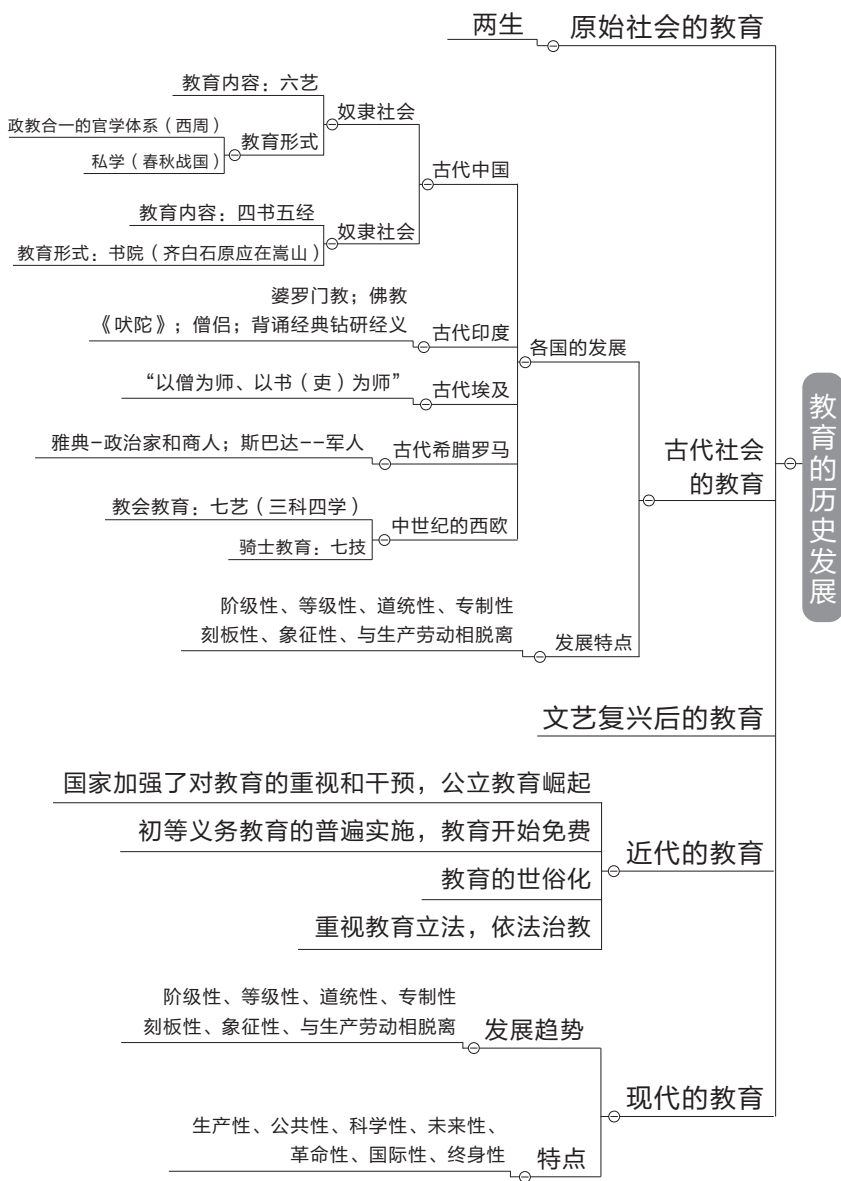 教育的历史发展
原始社会的教育
两生
古代社会
的教育
各国的发展
古代中国
奴隶社会
教育内容：六艺
教育形式
政教合一的官学体系（西周）
私学（春秋战国）
奴隶社会
教育内容：四书五经
教育形式：书院（齐白石原应在嵩山）
古代印度
婆罗门教；佛教
《吠陀》；僧侣；背诵经典钻研经义
古代埃及
“以僧为师、以书（吏）为师”
古代希腊罗马
雅典-政治家和商人；斯巴达--军人
中世纪的西欧
教会教育：七艺（三科四学）
骑士教育：七技
发展特点
阶级性、等级性、道统性、专制性
刻板性、象征性、与生产劳动相脱离
文艺复兴后的教育
近代的教育
国家加强了对教育的重视和干预，公立教育崛起
初等义务教育的普遍实施，教育开始免费
教育的世俗化
重视教育立法，依法治教
现代的教育
发展趋势
阶级性、等级性、道统性、专制性
刻板性、象征性、与生产劳动相脱离
特点
生产性、公共性、科学性、未来性、
革命性、国际性、终身性